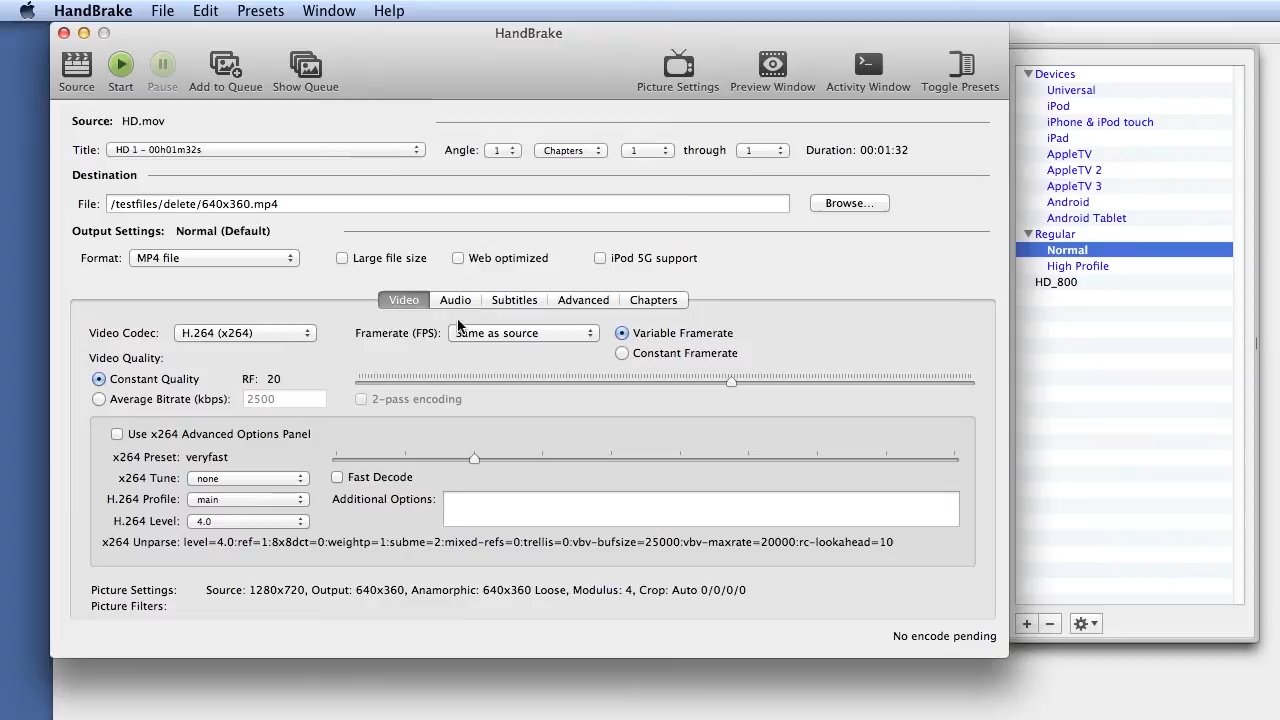 HandBrake File Edit Presets Window Help
HandBrake
Source Start Pause Add to Queue Show Queue Picture Settings Preview Window Activity Window Toggle Presets
Source: HD.mov
Title: HD 1 - 00h01m32s Angle: 1 Chapters 1 through 1 Duration: 00:01:32
Destination
File: /testfiles/delete/640x360.mp4 Browse...
Output Settings: Normal (Default)
Format: MP4 file Large file size Web optimized iPod 5G support
Video Audio Subtitles Advanced Chapters
Video Codec: H.264 (x264) Framerate (FPS): Same as source Variable Framerate
Constant Framerate
Video Quality:
Constant Quality RF: 20
Average Bitrate (kbps): 2500 2-pass encoding
Use x264 Advanced Options Panel
x264 Preset: veryfast
x264 Tune: none Fast Decode
H.264 Profile: main Additional Options:
H.264 Level: 4.0
x264 Unparse: level=4.0:ref=1:8x8dct=0:weightp=1:subme=2:mixed-refs=0:trellis=0:vbv-bufsize=25000:vbv-maxrate=20000:rc-lookahead=10
Picture Settings: Source: 1280x720, Output: 640x360, Anamorphic: 640x360 Loose, Modulus: 4, Crop: Auto 0/0/0/0
Picture Filters:
No encode pending
Devices
Universal
iPod
iPhone & iPod touch
iPad
AppleTV
AppleTV 2
AppleTV 3
Android
Android Tablet
Regular
Normal
High Profile
HD_800